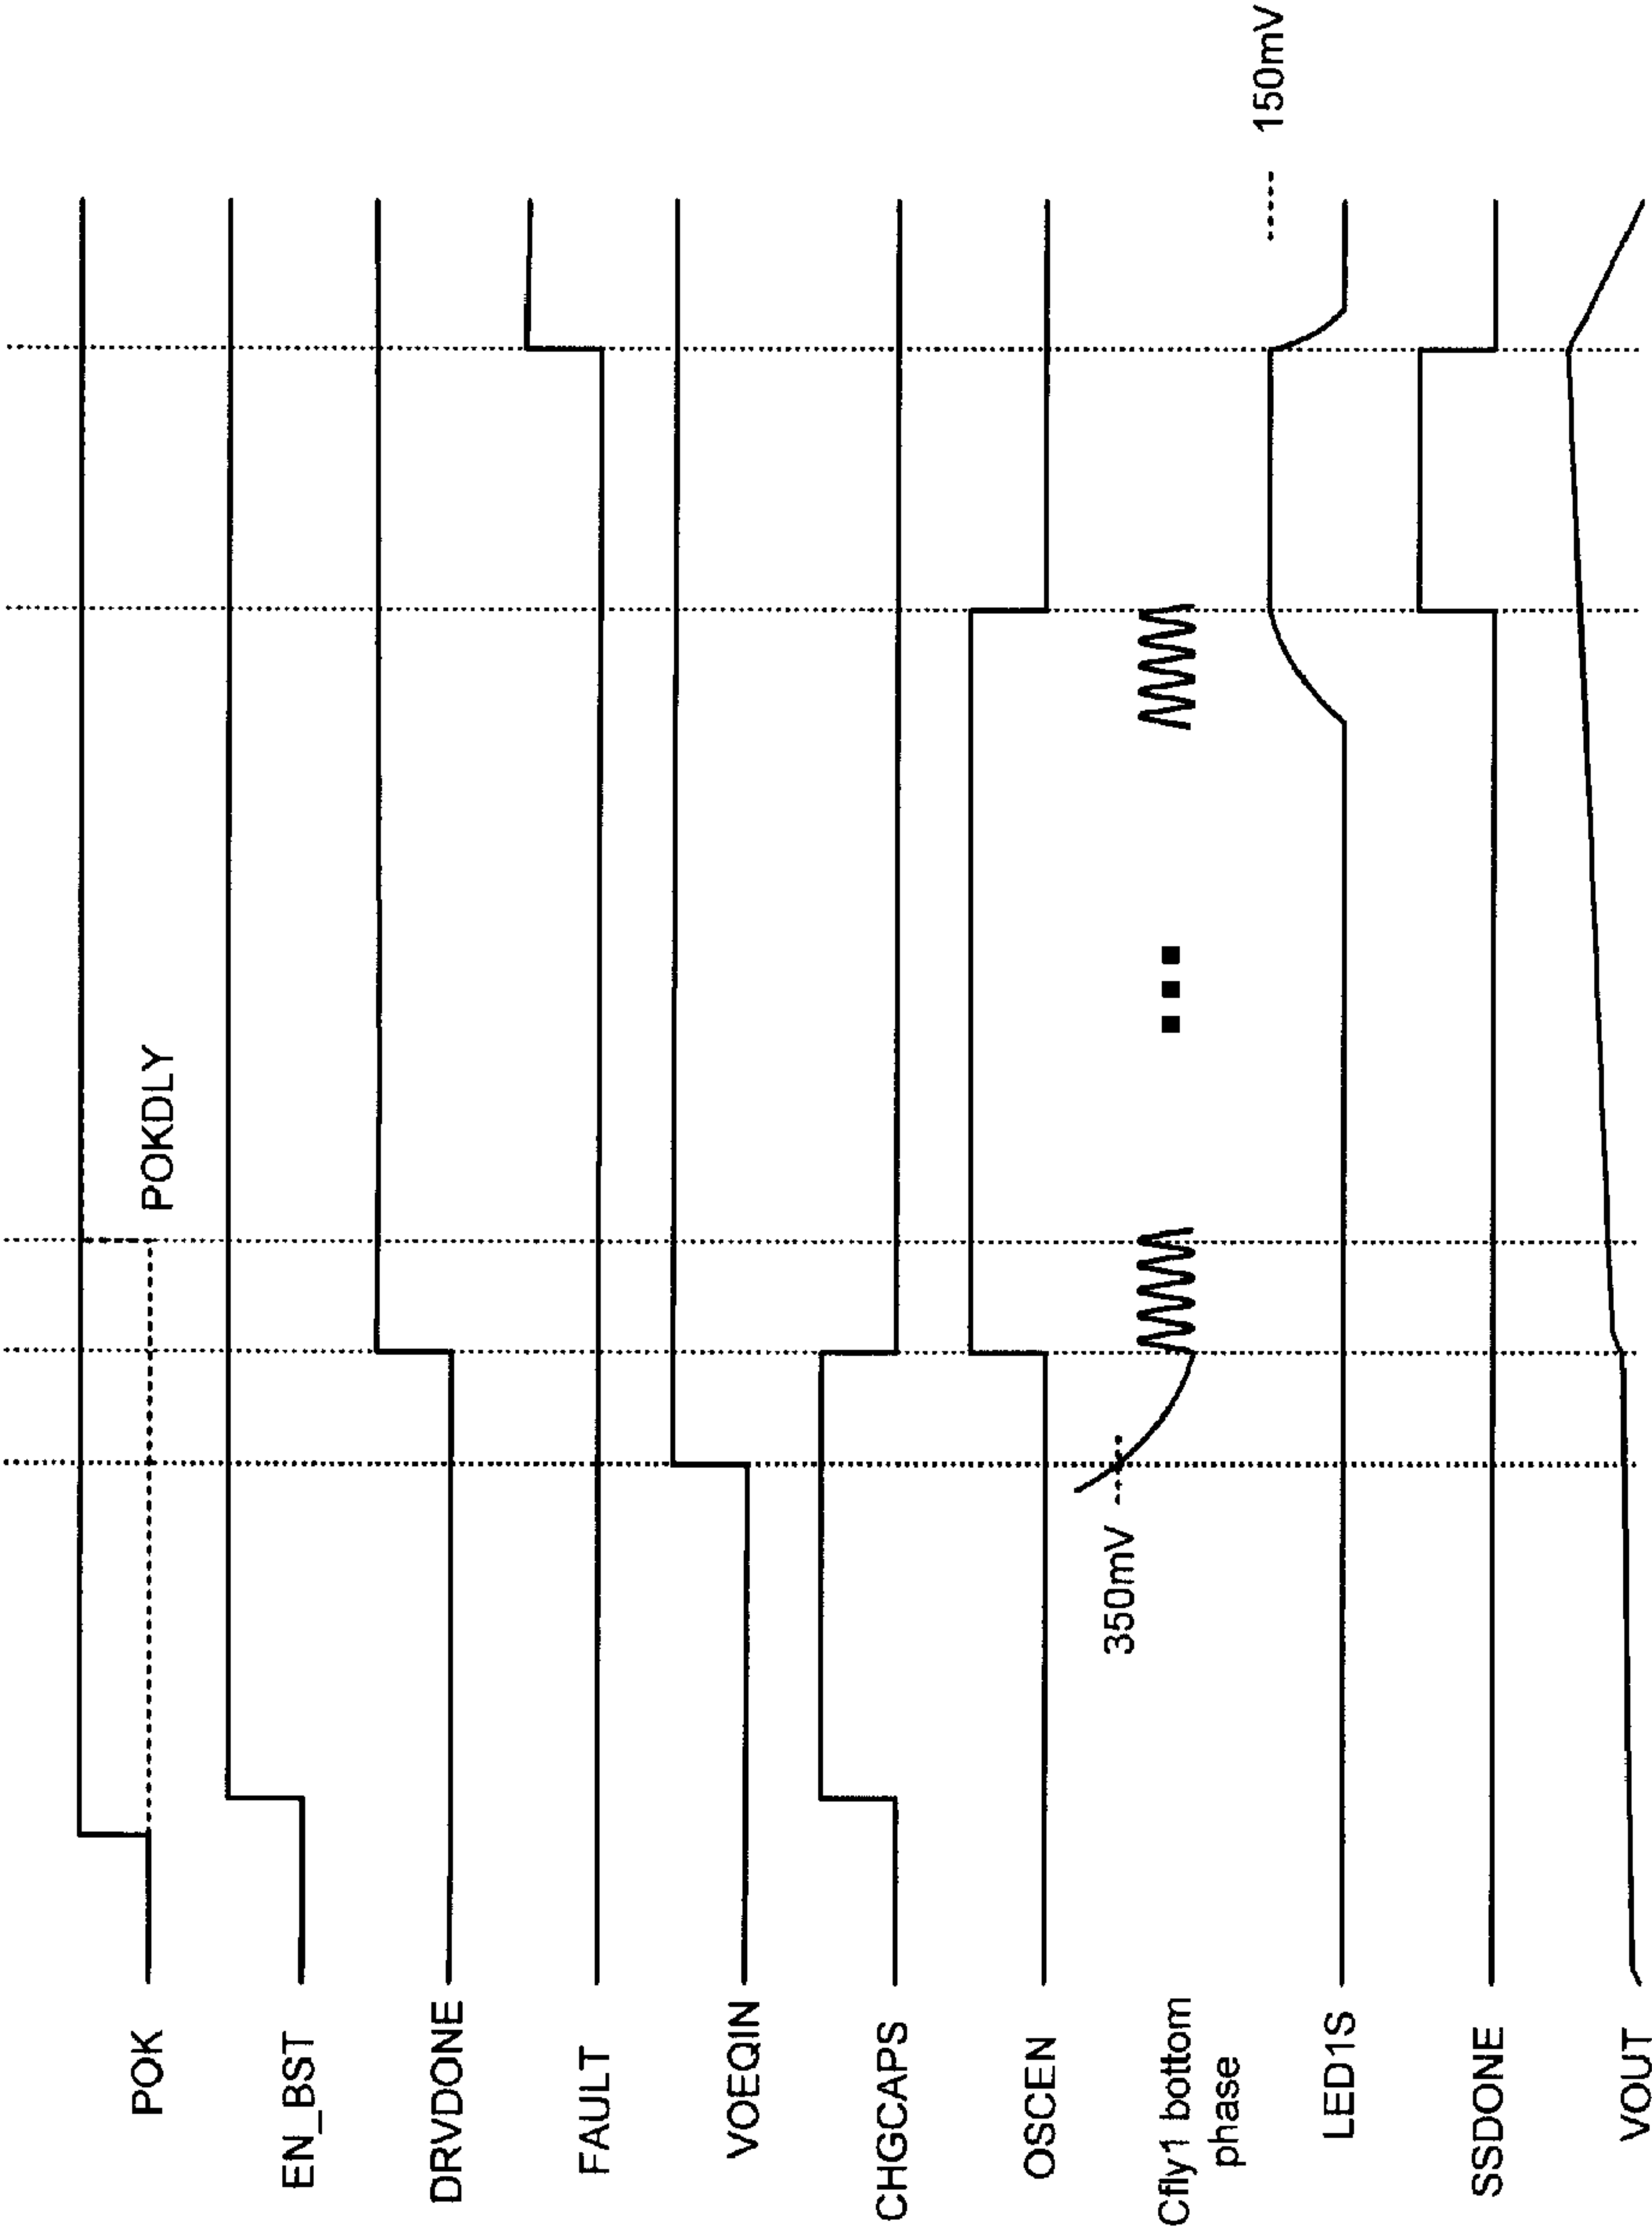 POK
POKDLY
EN_BST
DRVDONE
FAULT
VOEQIN
CHGCAPS
OSCEN
350mV
Cfly1 bottom
phase
150mV
LED1S
SSDONE
VOUT